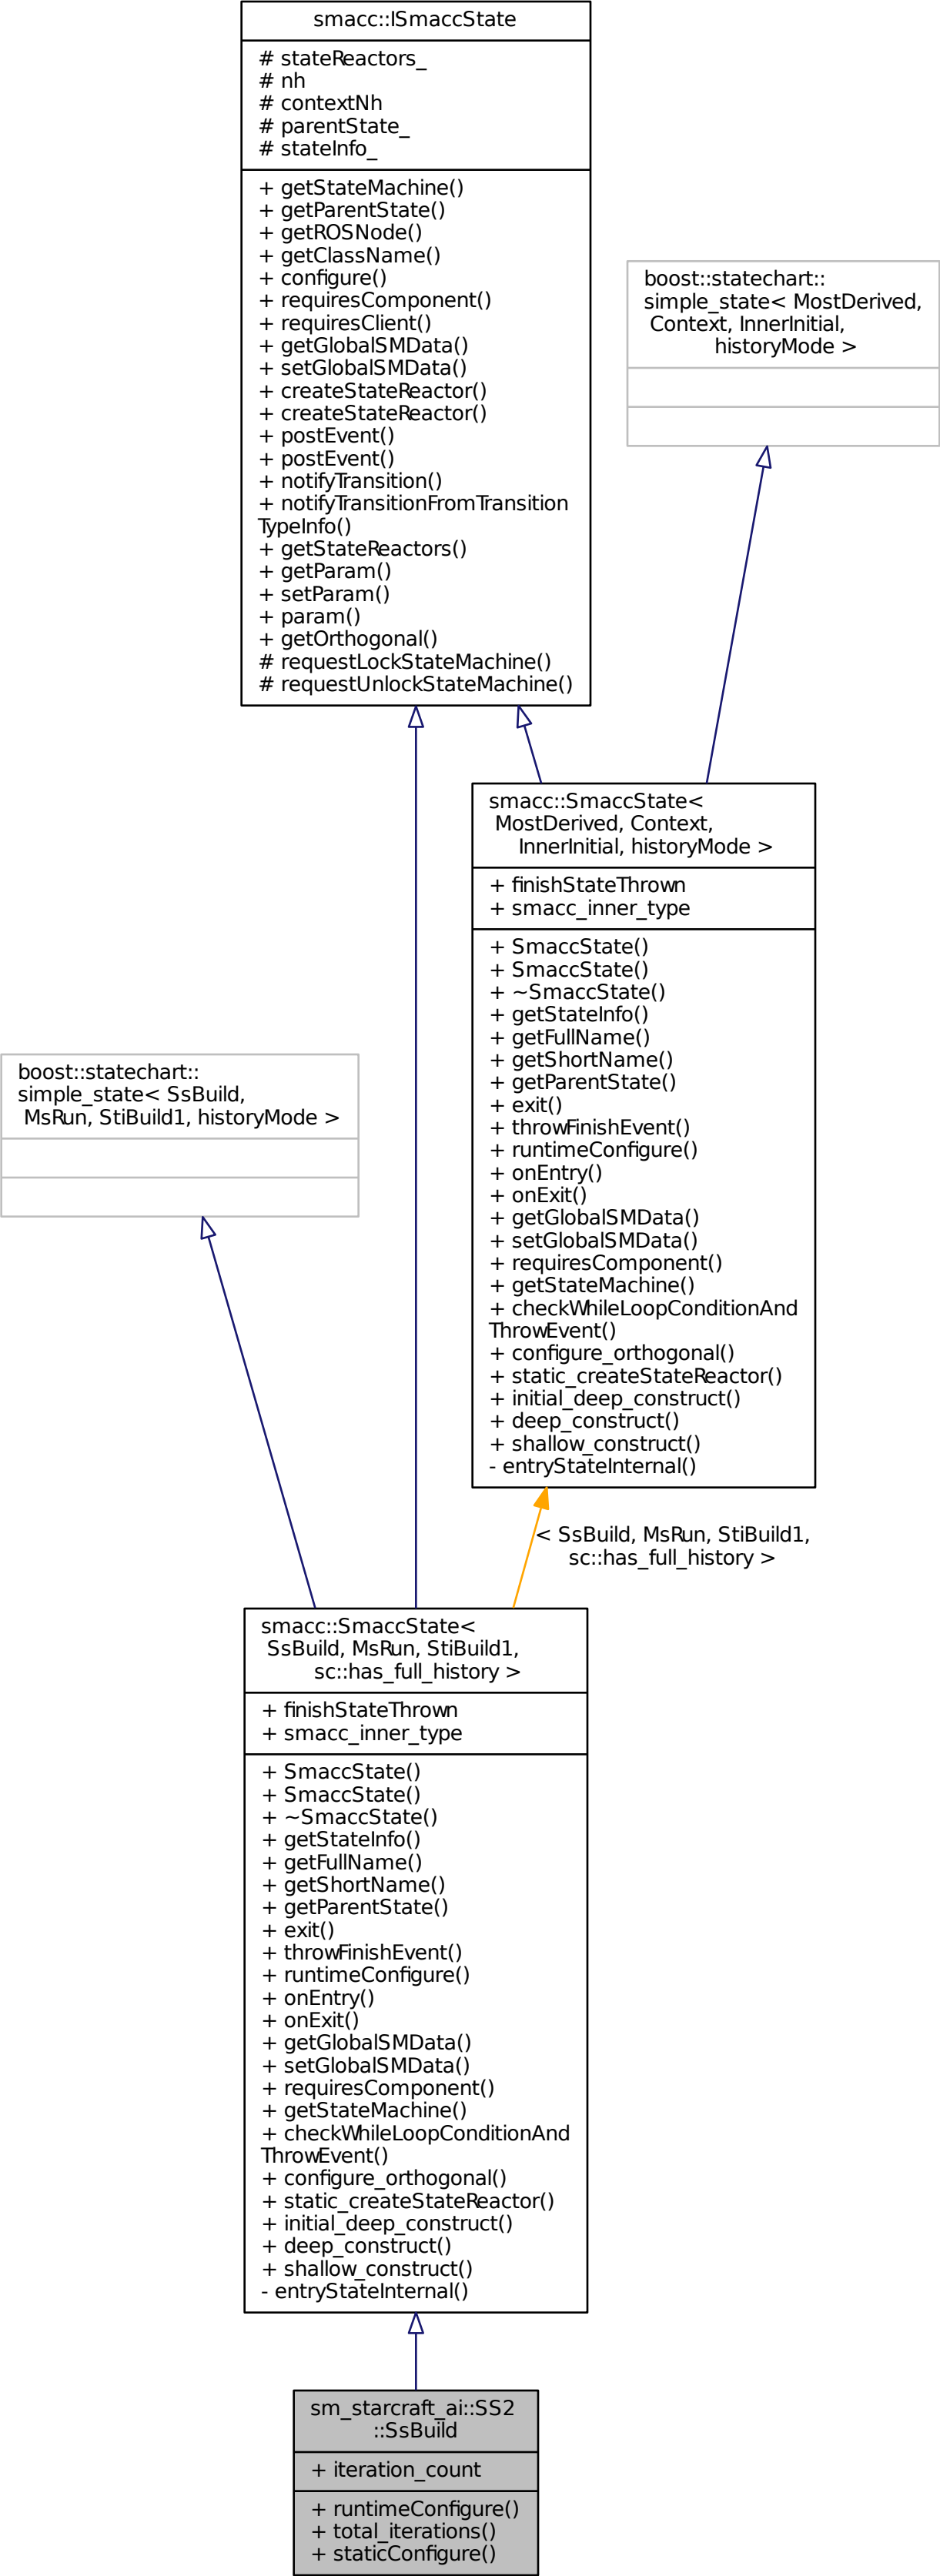 smacc::ISmaccState
# stateReactors_
# nh
# contextNh
# parentState_
# stateInfo_
+ getStateMachine()
+ getParentState()
+ getROSNode()
+ getClassName()
+ configure()
+ requiresComponent()
+ requiresClient()
+ getGlobalSMData()
+ setGlobalSMData()
+ createStateReactor()
+ createStateReactor()
+ postEvent()
+ postEvent()
+ notifyTransition()
+ notifyTransitionFromTransition
TypeInfo()
+ getStateReactors()
+ getParam()
+ setParam()
+ param()
+ getOrthogonal()
# requestLockStateMachine()
# requestUnlockStateMachine()
boost::statechart::
simple_state< MostDerived,
Context, InnerInitial,
historyMode >
smacc::SmaccState<
MostDerived, Context,
InnerInitial, historyMode >
+ finishStateThrown
+ smacc_inner_type
+ SmaccState()
+ SmaccState()
+ ~SmaccState()
+ getStateInfo()
+ getFullName()
+ getShortName()
+ getParentState()
+ exit()
+ throwFinishEvent()
+ runtimeConfigure()
+ onEntry()
+ onExit()
+ getGlobalSMData()
+ setGlobalSMData()
+ requiresComponent()
+ getStateMachine()
+ checkWhileLoopConditionAnd
ThrowEvent()
+ configure_orthogonal()
+ static_createStateReactor()
+ initial_deep_construct()
+ deep_construct()
+ shallow_construct()
- entryStateInternal()
boost::statechart::
simple_state< SsBuild,
MsRun, StiBuild1, historyMode >
< SsBuild, MsRun, StiBuild1,
sc::has_full_history >
smacc::SmaccState<
SsBuild, MsRun, StiBuild1,
sc::has_full_history >
+ finishStateThrown
+ smacc_inner_type
+ SmaccState()
+ SmaccState()
+ ~SmaccState()
+ getStateInfo()
+ getFullName()
+ getShortName()
+ getParentState()
+ exit()
+ throwFinishEvent()
+ runtimeConfigure()
+ onEntry()
+ onExit()
+ getGlobalSMData()
+ setGlobalSMData()
+ requiresComponent()
+ getStateMachine()
+ checkWhileLoopConditionAnd
ThrowEvent()
+ configure_orthogonal()
+ static_createStateReactor()
+ initial_deep_construct()
+ deep_construct()
+ shallow_construct()
- entryStateInternal()
sm_starcraft_ai::SS2
::SsBuild
+ iteration_count
+ runtimeConfigure()
+ total_iterations()
+ staticConfigure()